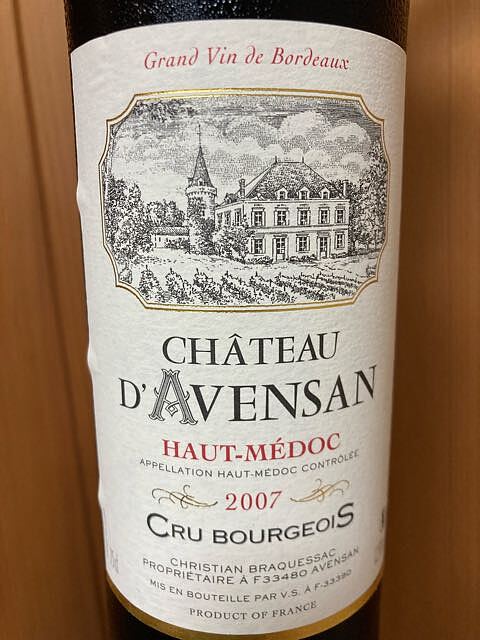 Grand Vin de Bordeaux
CHÂTEAU
D'AVENSAN
HAUT-MÉDOC
APPELLATION HAUT-MÉDOC CONTRÔLÉE
2007
CRU BOURGEOIS
CHRISTIAN BRAQUESSAC
PROPRIÉTAIRE À F33480 AVENSAN
MIS EN BOUTEILLE PAR V.S. À F-33390
PRODUCT OF FRANCE